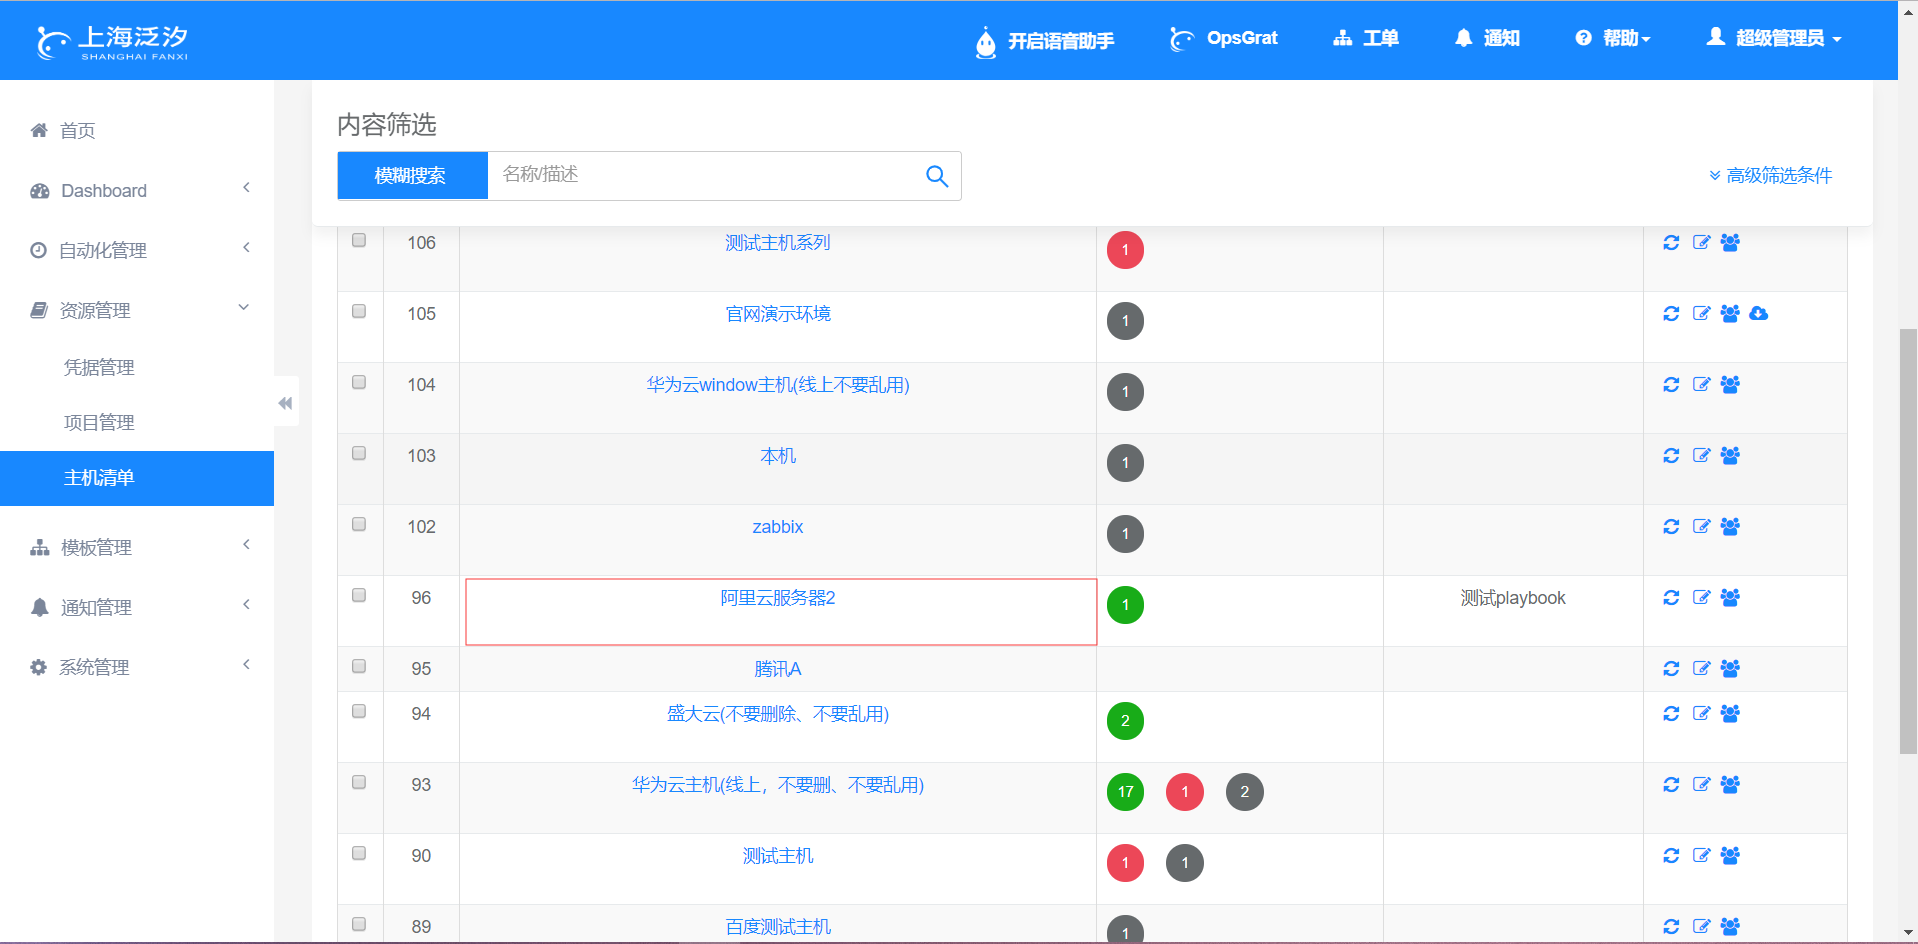 上海泛汐
SHANGHAI FANXI
开启语音助手
OpsGrat
工单
通知
帮助
超级管理员
首页
Dashboard
自动化管理
资源管理
凭据管理
项目管理
主机清单
模板管理
通知管理
系统管理
内容筛选
模糊搜索 名称/描述
高级筛选条件
106 测试主机系列 1
105 官网演示环境 1
104 华为云window主机(线上不要乱用) 1
103 本机 1
102 zabbix 1
96 阿里云服务器2 1 测试playbook
95 腾讯A
94 盛大云(不要删除、不要乱用) 2
93 华为云主机(线上，不要删、不要乱用) 17 1 2
90 测试主机 1 1
89 百度测试主机 1